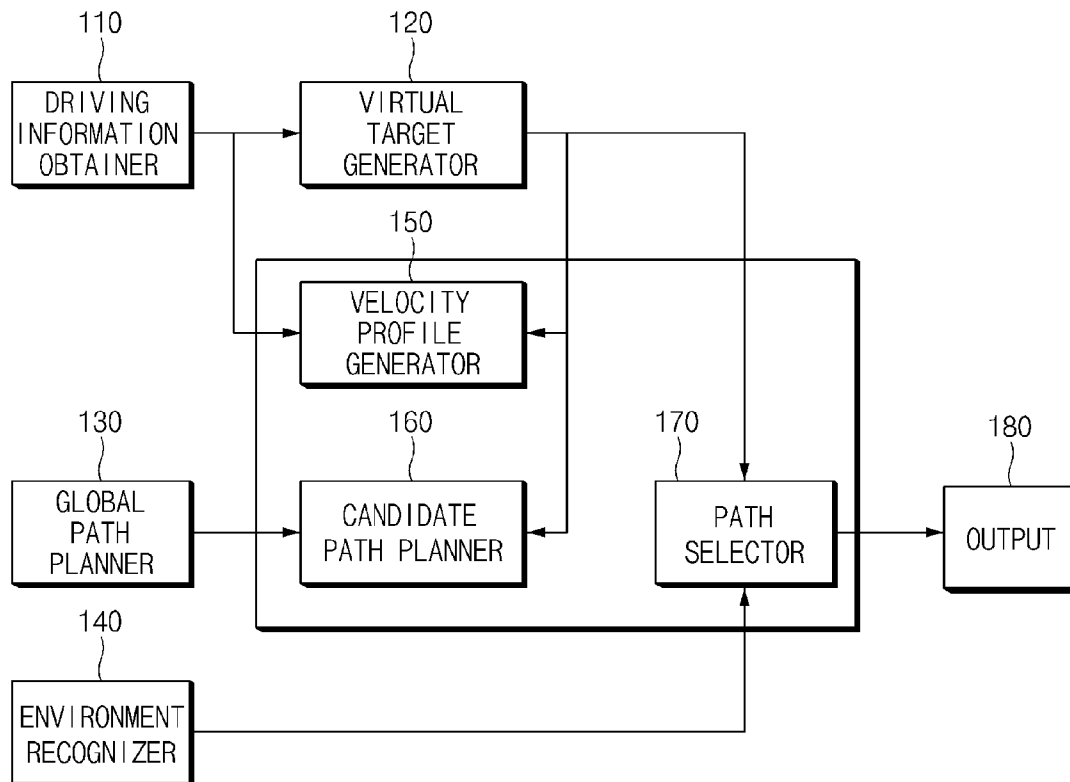 110
DRIVING
INFORMATION
OBTAINER
120
VIRTUAL
TARGET
GENERATOR
150
VELOCITY
PROFILE
GENERATOR
130
GLOBAL
PATH
PLANNER
160
CANDIDATE
PATH PLANNER
170
PATH
SELECTOR
180
OUTPUT
140
ENVIRONMENT
RECOGNIZER